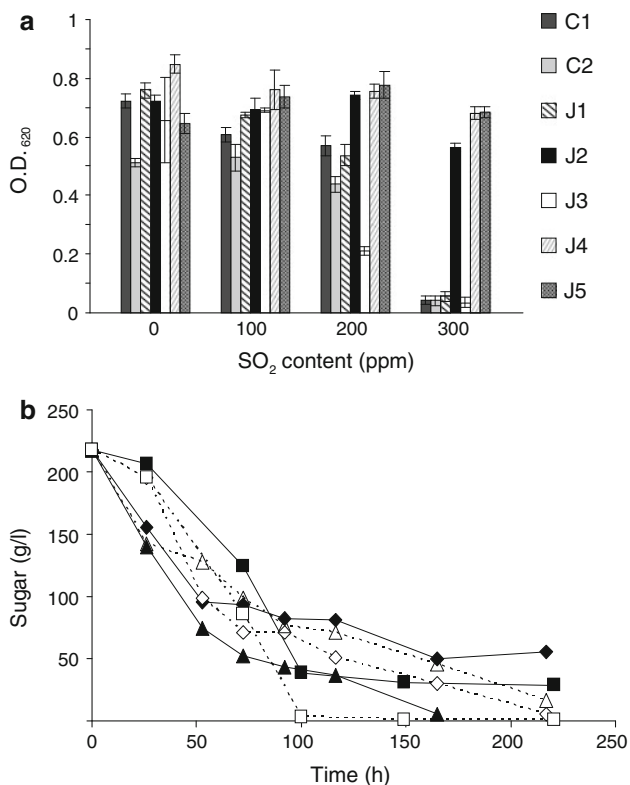 a
1
0.8
0.6
0.4
0.2
0
O.D.620
0 100 200 300
SO2 content (ppm)
C1
C2
J1
J2
J3
J4
J5
b
250
200
150
100
50
Sugar (g/l)
0 50 100 150 200 250
Time (h)